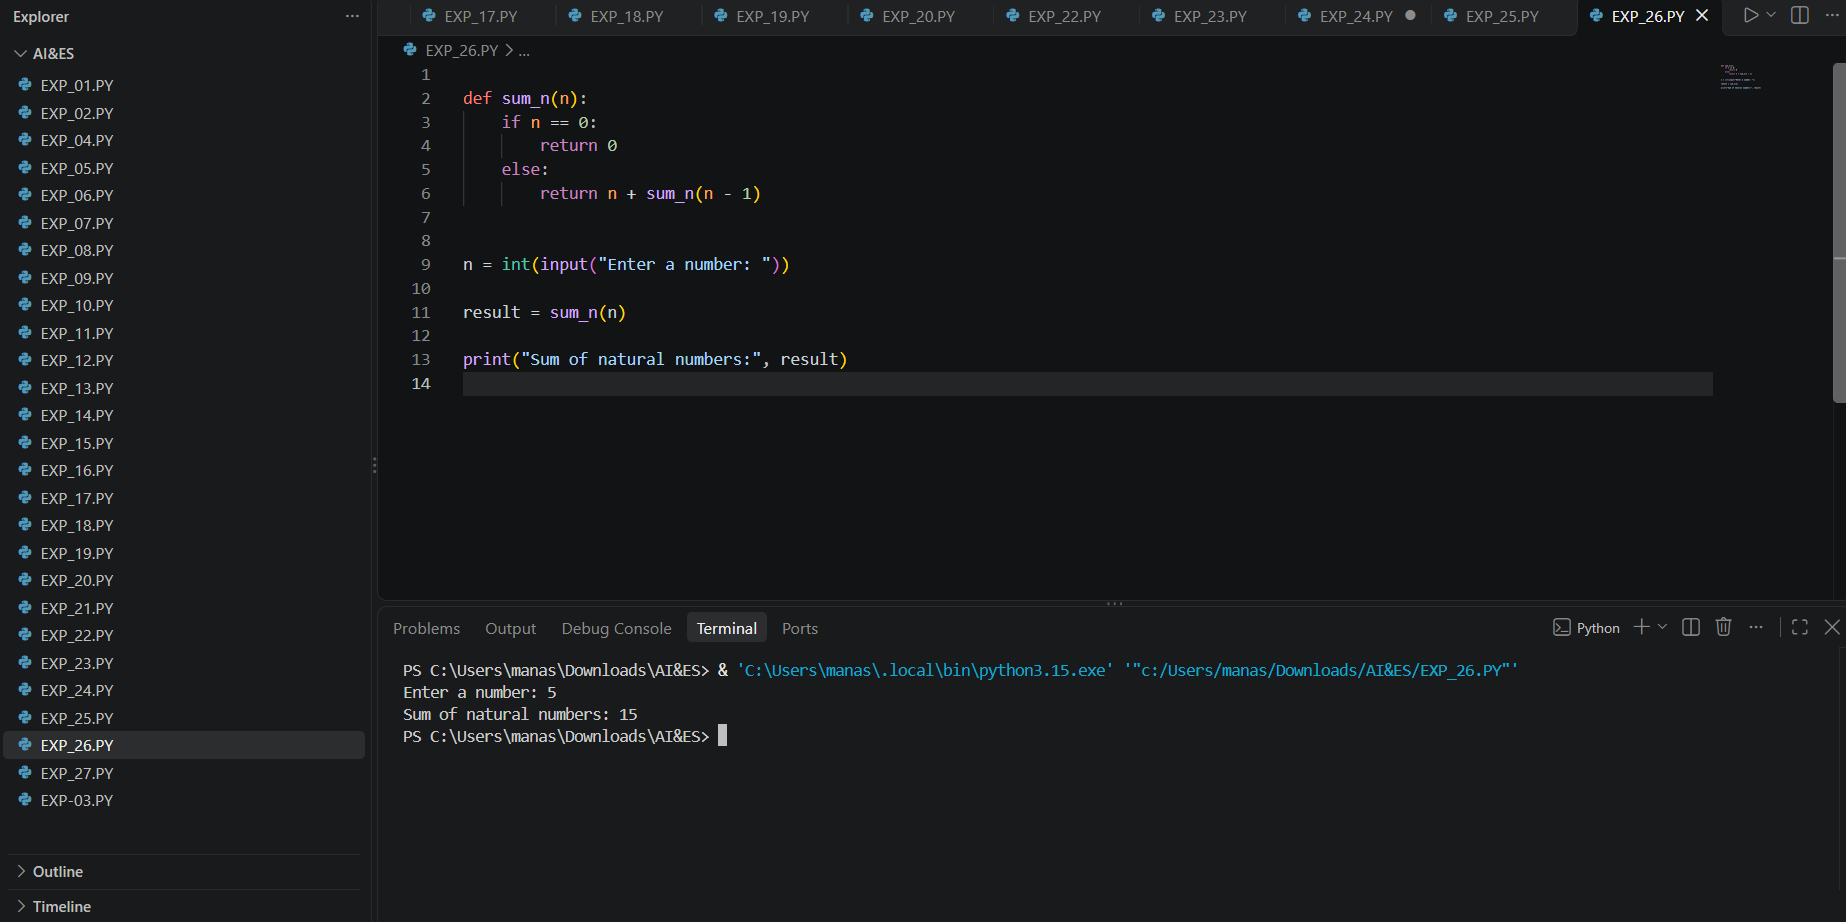 Explorer
AI&ES
EXP_01.PY
EXP_02.PY
EXP_04.PY
EXP_05.PY
EXP_06.PY
EXP_07.PY
EXP_08.PY
EXP_09.PY
EXP_10.PY
EXP_11.PY
EXP_12.PY
EXP_13.PY
EXP_14.PY
EXP_15.PY
EXP_16.PY
EXP_17.PY
EXP_18.PY
EXP_19.PY
EXP_20.PY
EXP_21.PY
EXP_22.PY
EXP_23.PY
EXP_24.PY
EXP_25.PY
EXP_26.PY
EXP_27.PY
EXP-03.PY
Outline
Timeline
EXP_17.PY EXP_18.PY EXP_19.PY EXP_20.PY EXP_22.PY EXP_23.PY EXP_24.PY EXP_25.PY EXP_26.PY
EXP_26.PY > ...
1
2 def sum_n(n):
3     if n == 0:
4         return 0
5     else:
6         return n + sum_n(n - 1)
7
8
9 n = int(input("Enter a number: "))
10
11 result = sum_n(n)
12
13 print("Sum of natural numbers:", result)
14
Problems Output Debug Console Terminal Ports Python
PS C:\Users\manas\Downloads\AI&ES> & 'C:\Users\manas\.local\bin\python3.15.exe' '"c:/Users/manas/Downloads/AI&ES/EXP_26.PY"'
Enter a number: 5
Sum of natural numbers: 15
PS C:\Users\manas\Downloads\AI&ES>